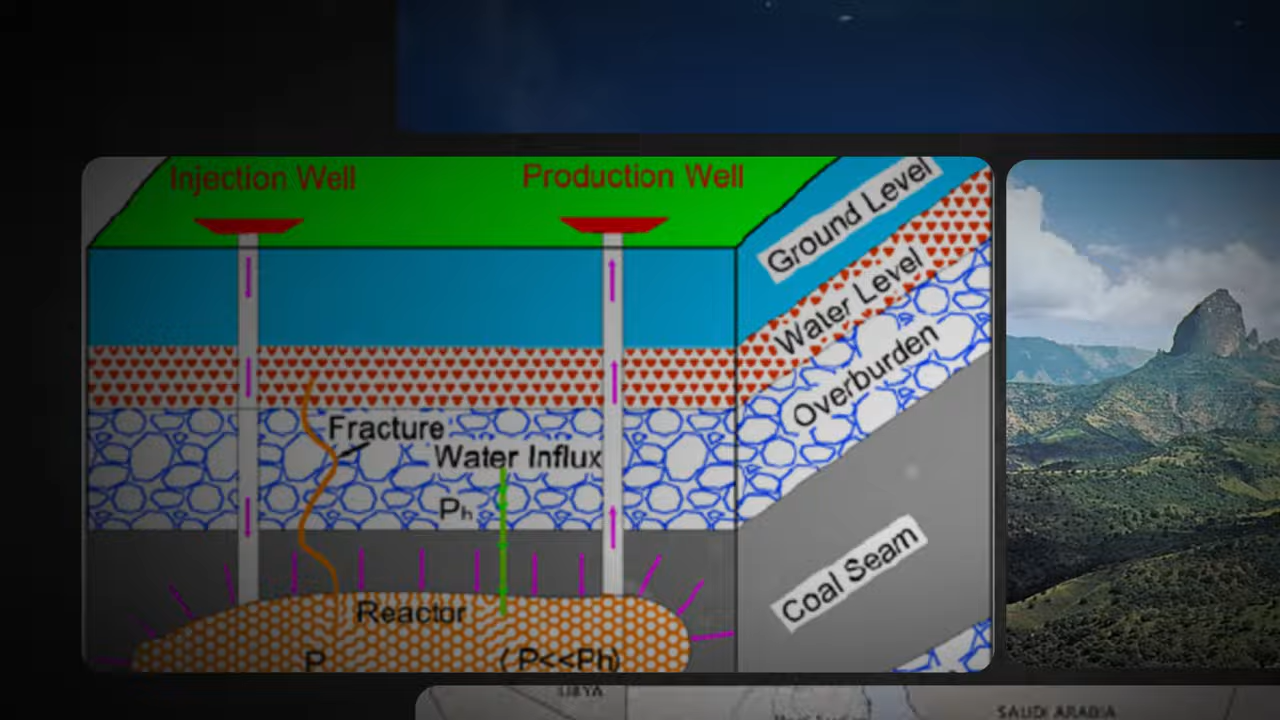 Injection Well
Production Well
Ground Level
Water Level
Overburden
Fracture
Water Influx
Pₕ
Coal Seam
Reactor
P
(P<<Ph)
LIBYA
SAUDI ARABIA